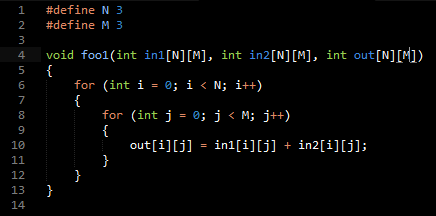 1 #define N 3
2 #define M 3
3
4 void foo1(int in1[N][M], int in2[N][M], int out[N][M])
5 {
6     for (int i = 0; i < N; i++)
7     {
8         for (int j = 0; j < M; j++)
9         {
10             out[i][j] = in1[i][j] + in2[i][j];
11         }
12     }
13 }
14